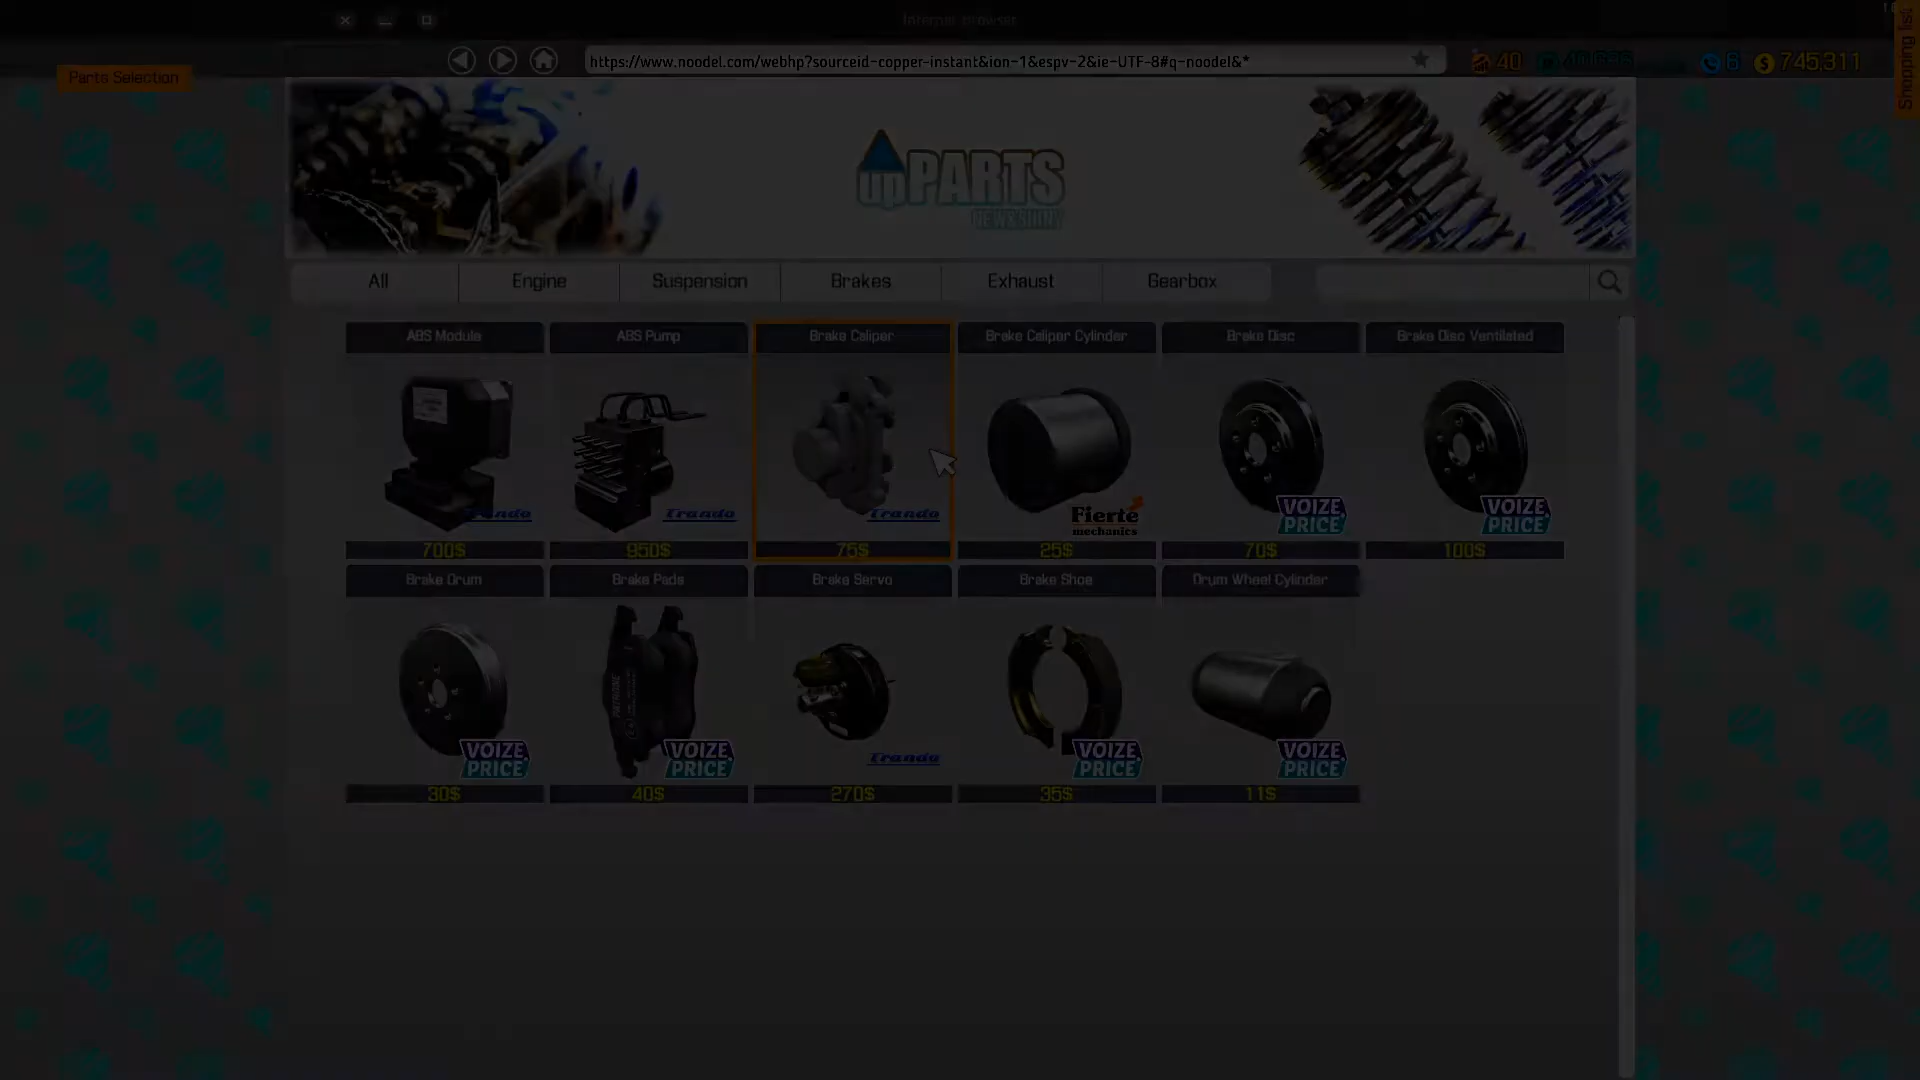 Internal browser
https://www.noodel.com/webhp?sourceid-copper-instant&ion-1&espv-2&ie-UTF-8#q-noodel&*
40
6
745,311
Shopping list
Parts Selection
upPARTS
NEW&SHINY
All
Engine
Suspension
Brakes
Exhaust
Gearbox
ABS Module
ABS Pump
Brake Caliper
Brake Caliper Cylinder
Brake Disc
Brake Disc Ventilated
Trando
Trando
Trando
Fierté
mechanics
VOIZE
PRICE
VOIZE
PRICE
700$
950$
75$
25$
70$
100$
Brake Drum
Brake Pads
Brake Servo
Brake Shoe
Drum Wheel Cylinder
VOIZE
PRICE
VOIZE
PRICE
Trando
VOIZE
PRICE
VOIZE
PRICE
30$
40$
270$
35$
11$